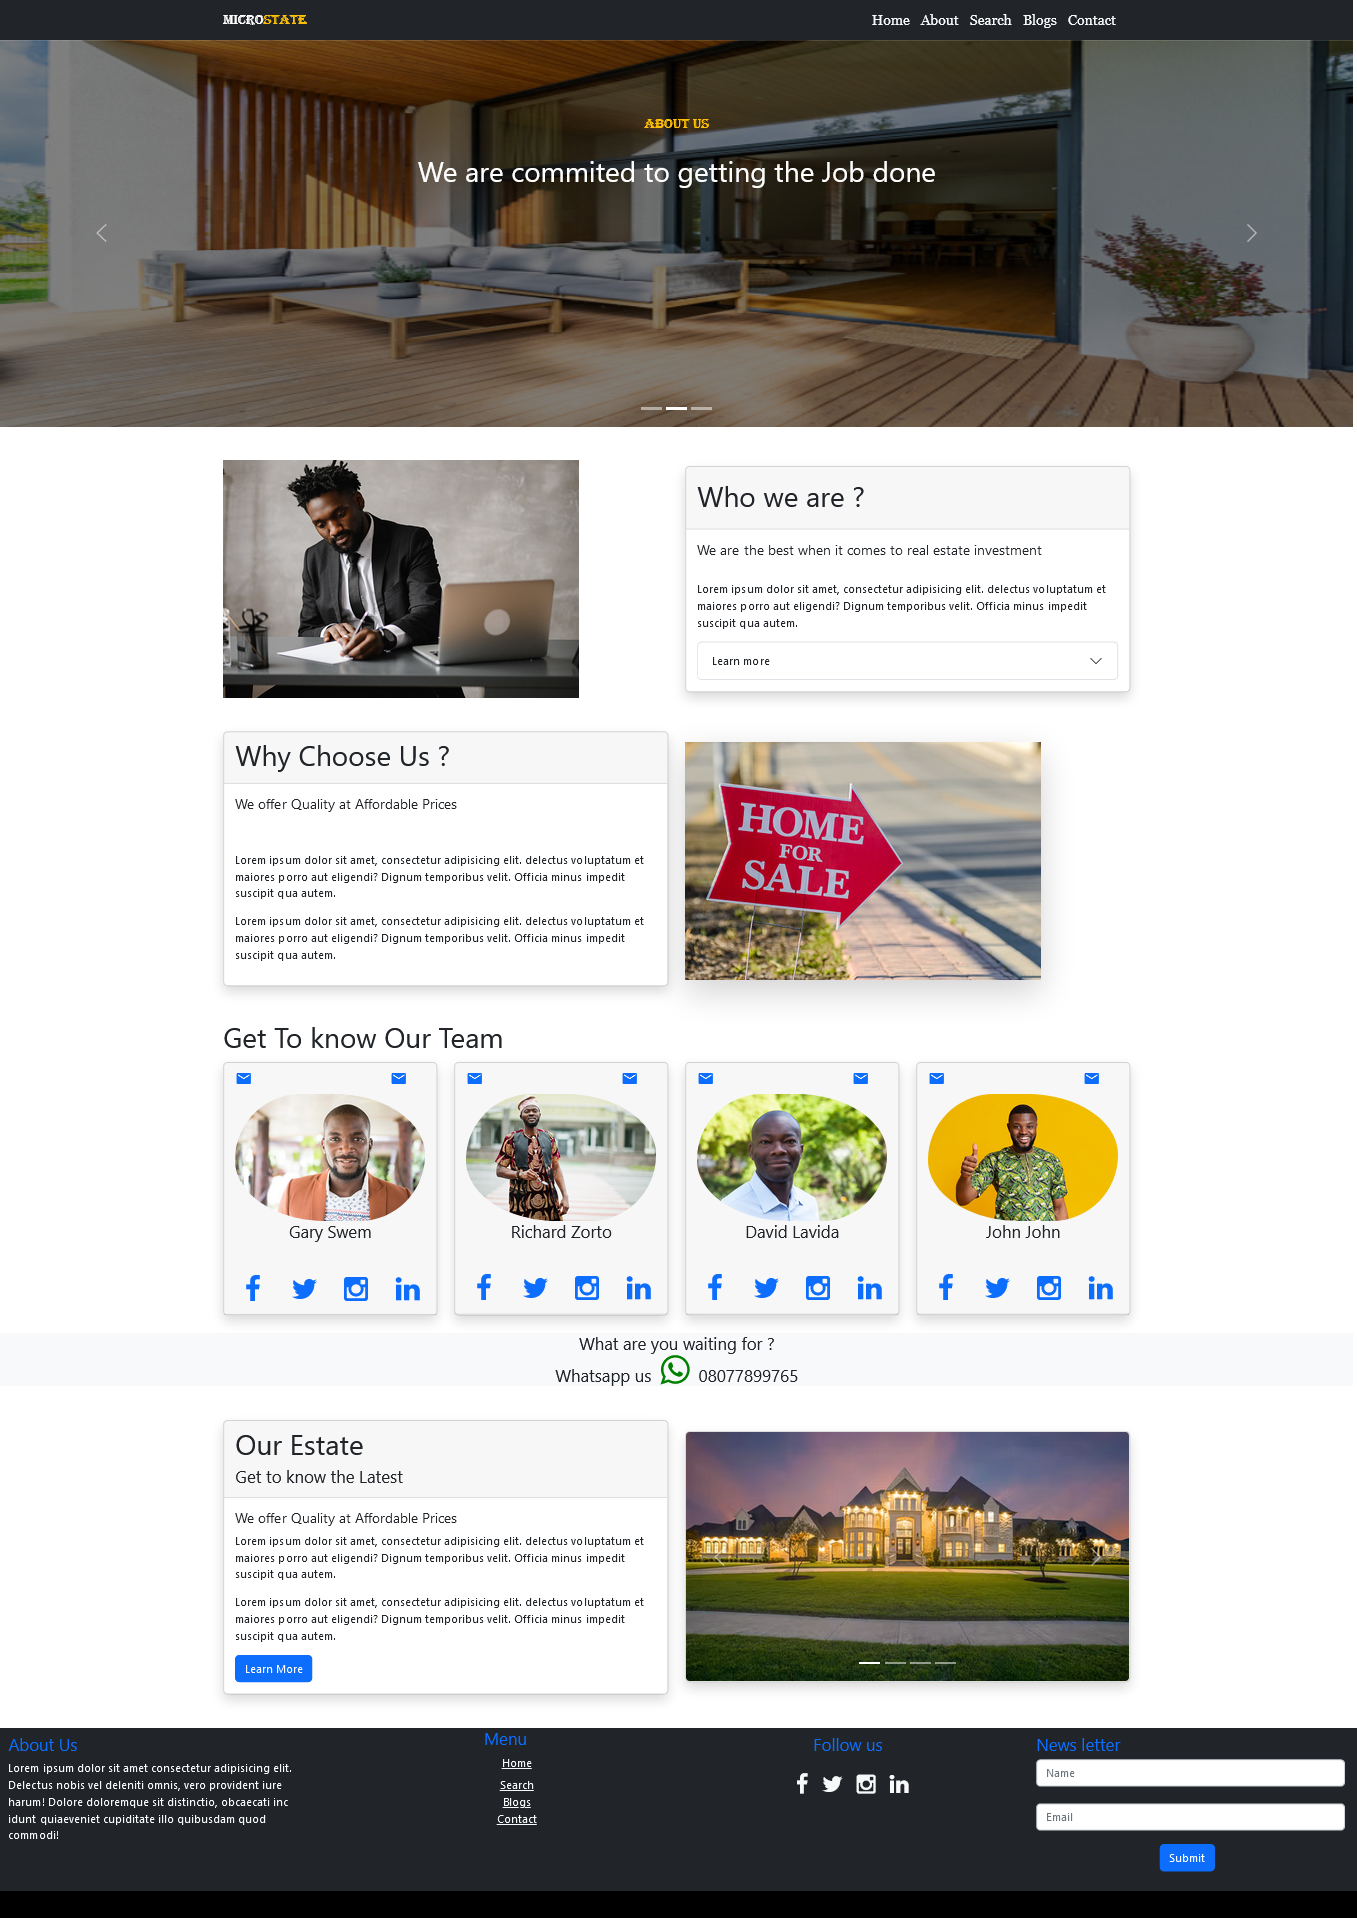 MICROSTATE
Home About Search Blogs Contact
ABOUT US
We are commited to getting the Job done
Who we are ?
We are the best when it comes to real estate investment
Lorem ipsum dolor sit amet, consectetur adipisicing elit. delectus voluptatum et
maiores porro aut eligendi? Dignum temporibus velit. Officia minus impedit
suscipit qua autem.
Learn more
Why Choose Us ?
We offer Quality at Affordable Prices
Lorem ipsum dolor sit amet, consectetur adipisicing elit. delectus voluptatum et
maiores porro aut eligendi? Dignum temporibus velit. Officia minus impedit
suscipit qua autem.
Lorem ipsum dolor sit amet, consectetur adipisicing elit. delectus voluptatum et
maiores porro aut eligendi? Dignum temporibus velit. Officia minus impedit
suscipit qua autem.
HOME
FOR
SALE
Get To know Our Team
Gary Swem
Richard Zorto
David Lavida
John John
What are you waiting for ?
Whatsapp us 08077899765
Our Estate
Get to know the Latest
We offer Quality at Affordable Prices
Lorem ipsum dolor sit amet, consectetur adipisicing elit. delectus voluptatum et
maiores porro aut eligendi? Dignum temporibus velit. Officia minus impedit
suscipit qua autem.
Lorem ipsum dolor sit amet, consectetur adipisicing elit. delectus voluptatum et
maiores porro aut eligendi? Dignum temporibus velit. Officia minus impedit
suscipit qua autem.
Learn More
About Us
Lorem ipsum dolor sit amet consectetur adipisicing elit.
Delectus nobis vel deleniti omnis, vero provident iure
harum! Dolore doloremque sit distinctio, obcaecati inc
idunt quiaeveniet cupiditate illo quibusdam quod
commodi!
Menu
Home
Search
Blogs
Contact
Follow us
News letter
Name
Email
Submit